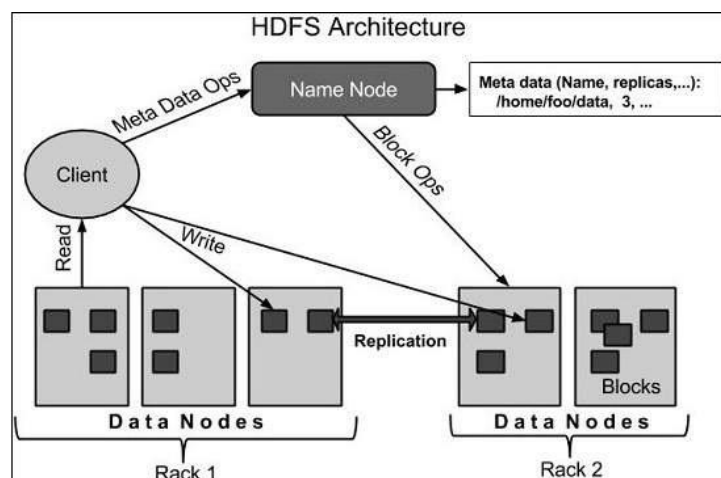 HDFS Architecture
Meta Data Ops
Name Node
Meta data (Name, replicas,...):
/home/foo/data, 3, ...
Client
Block Ops
Read
Write
Replication
Blocks
Data Nodes
Data Nodes
Rack 1
Rack 2